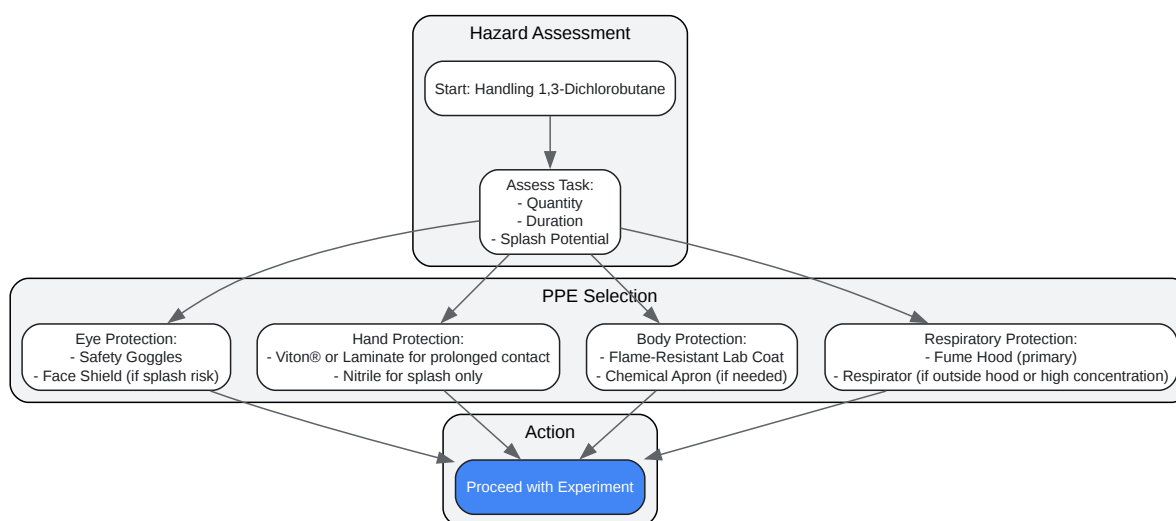 Hazard Assessment
Start: Handling 1,3-Dichlorobutane
Assess Task:
- Quantity
- Duration
- Splash Potential
PPE Selection
Eye Protection:
- Safety Goggles
- Face Shield (if splash risk)
Hand Protection:
- Viton® or Laminate for prolonged contact
- Nitrile for splash only
Body Protection:
- Flame-Resistant Lab Coat
- Chemical Apron (if needed)
Respiratory Protection:
- Fume Hood (primary)
- Respirator (if outside hood or high concentration)
Action
Proceed with Experiment